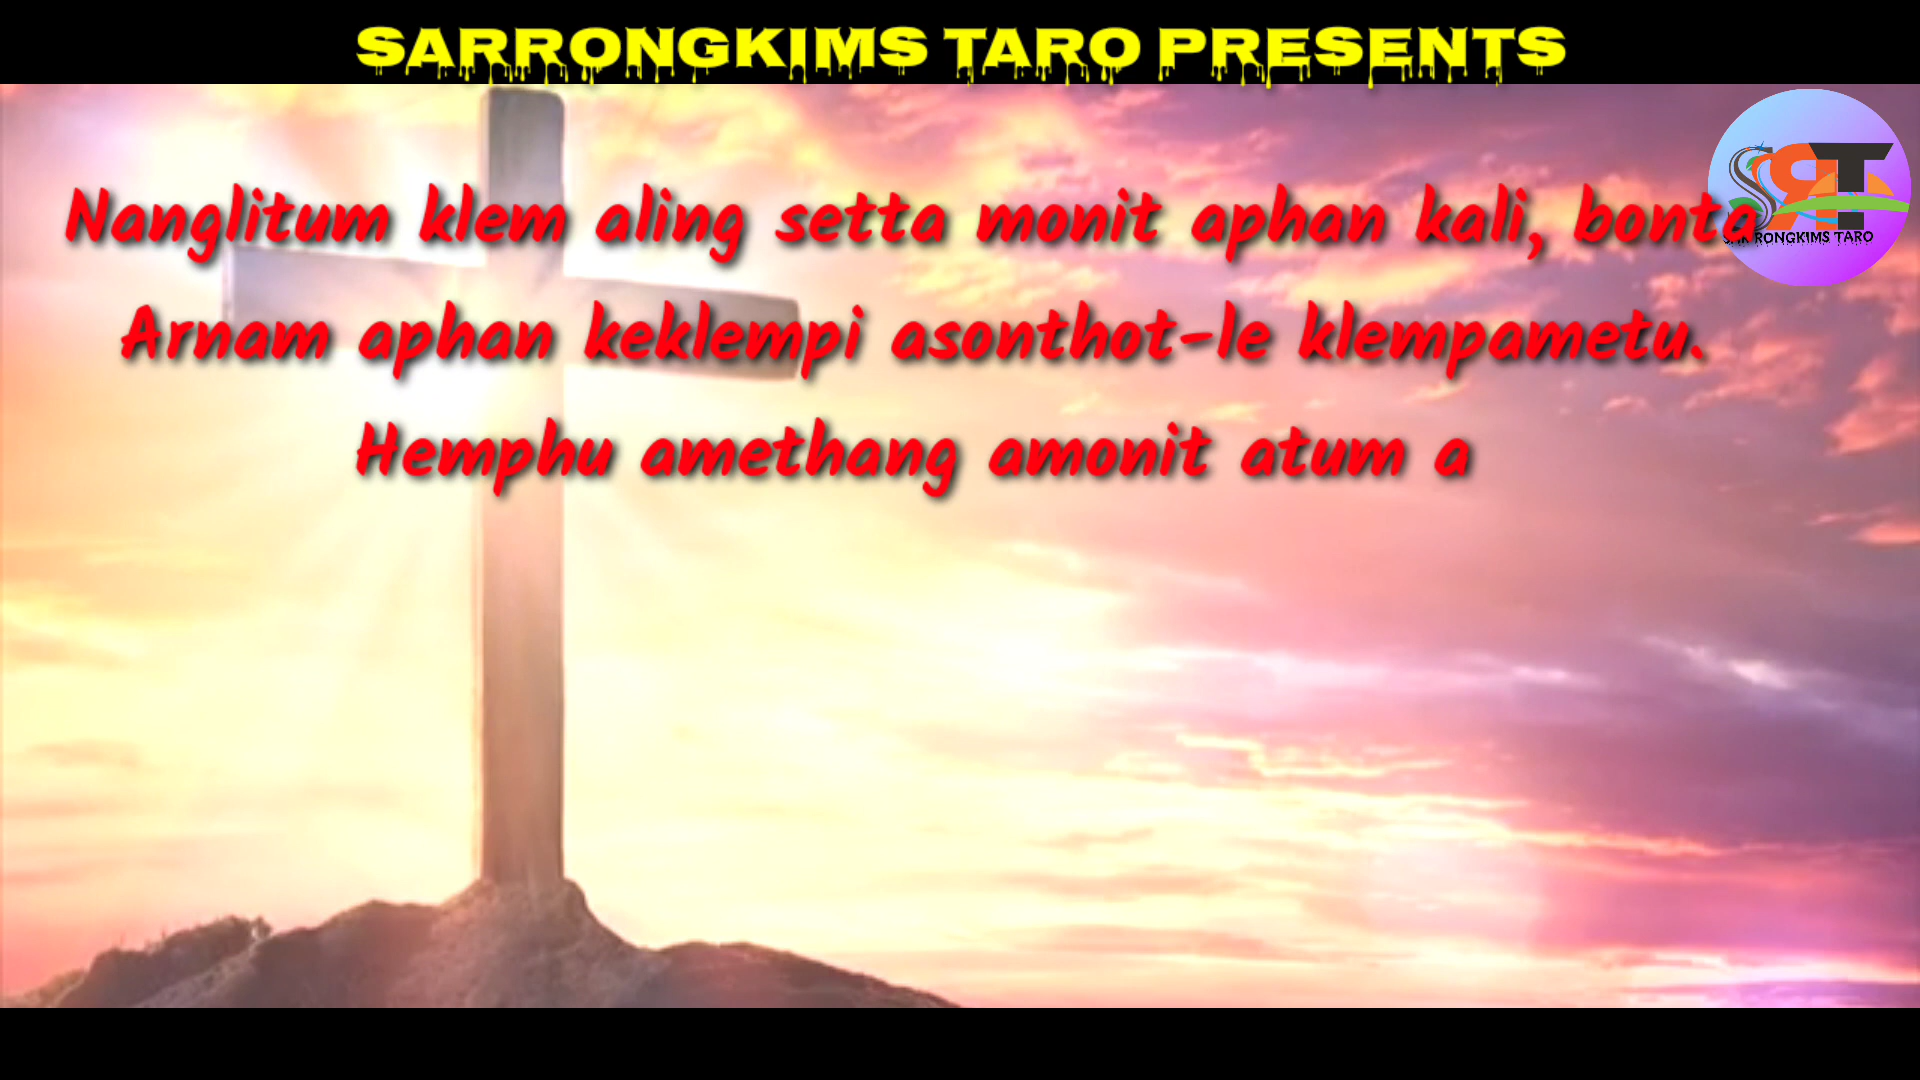 SARRONGKIMS TARO PRESENTS
Nanglitum klem aling setta monit aphan kali, bonta
Arnam aphan keklempi asonthot-le klempametu.
Hemphu amethang amonit atum a
SRT
RONGKIMS TARO